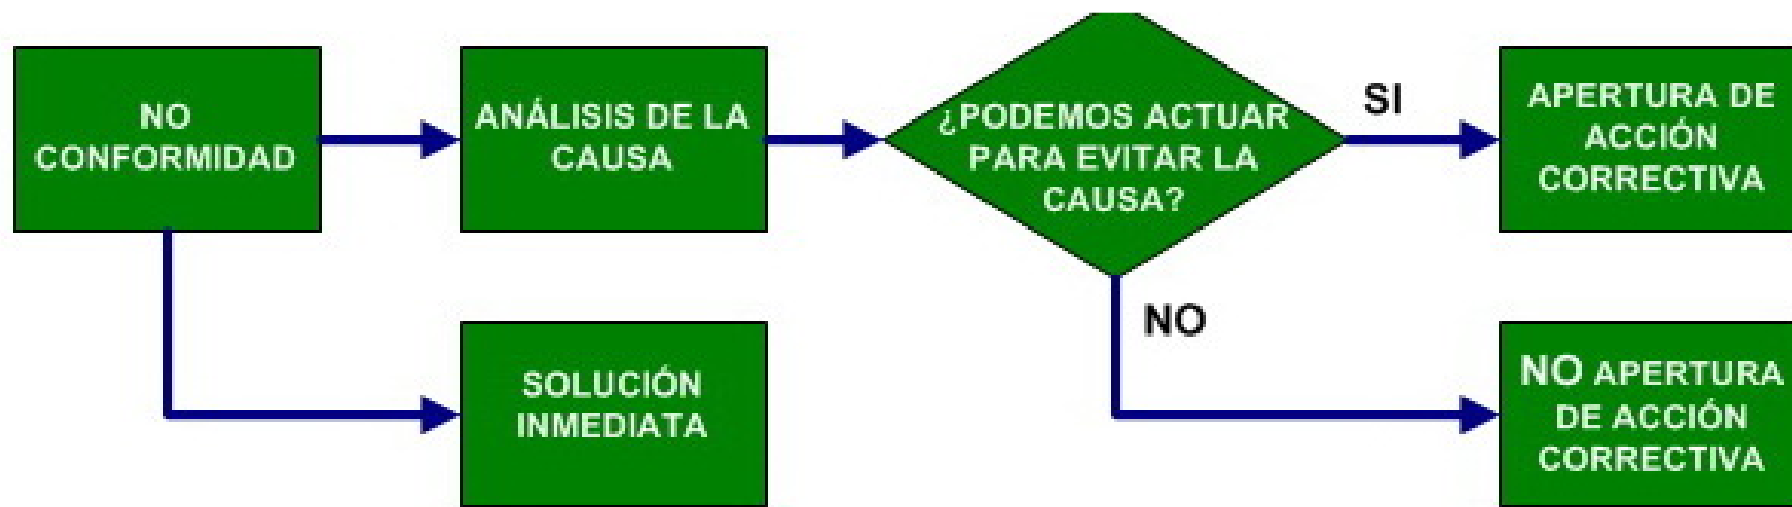 NO
CONFORMIDAD
ANÁLISIS DE LA
CAUSA
¿PODEMOS ACTUAR
PARA EVITAR LA
CAUSA?
SI
APERTURA DE
ACCIÓN
CORRECTIVA
SOLUCIÓN
INMEDIATA
NO
NO APERTURA
DE ACCIÓN
CORRECTIVA